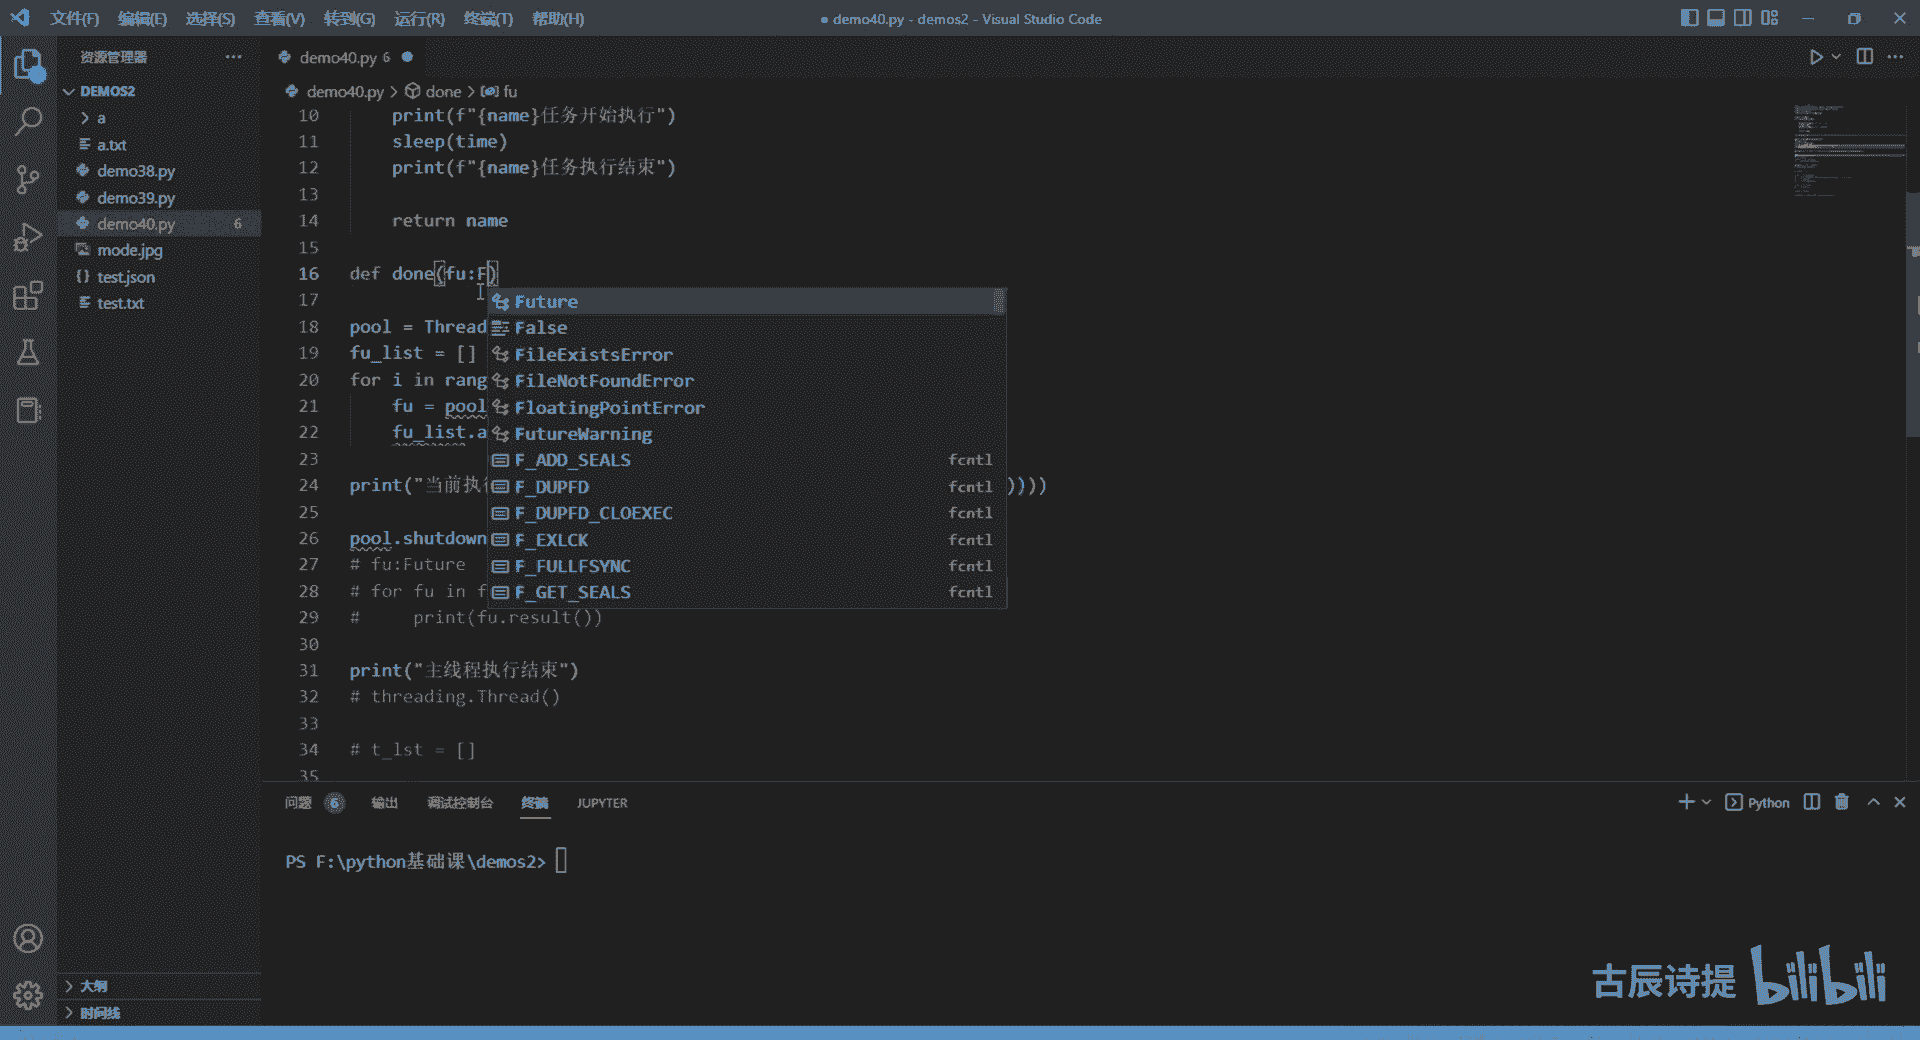 文件(F) 编辑(E) 选择(S) 查看(V) 转到(G) 运行(R) 终端(T) 帮助(H)
● demo40.py - demos2 - Visual Studio Code
资源管理器
DEMOS2
a
a.txt
demo38.py
demo39.py
demo40.py 6
mode.jpg
test.json
test.txt
大纲
时间线
demo40.py 6
demo40.py > done > fu
10 print(f"{name}任务开始执行")
11 sleep(time)
12 print(f"{name}任务执行结束")
13
14 return name
15
16 def done(fu:F)
17
18 pool = Thread
19 fu_list = []
20 for i in rang
21 fu = pool
22 fu_list.a
23
24 print("当前执行 ))))
25
26 pool.shutdown
27 # fu:Future
28 # for fu in f
29 # print(fu.result())
30
31 print("主线程执行结束")
32 # threading.Thread()
33
34 # t_lst = []
35
Future
False
FileExistsError
FileNotFoundError
FloatingPointError
FutureWarning
F_ADD_SEALS fcntl
F_DUPFD fcntl
F_DUPFD_CLOEXEC fcntl
F_EXLCK fcntl
F_FULLFSYNC fcntl
F_GET_SEALS fcntl
问题 6 输出 调试控制台 终端 JUPYTER
Python
PS F:\python基础课\demos2>
古辰诗提 bilibili